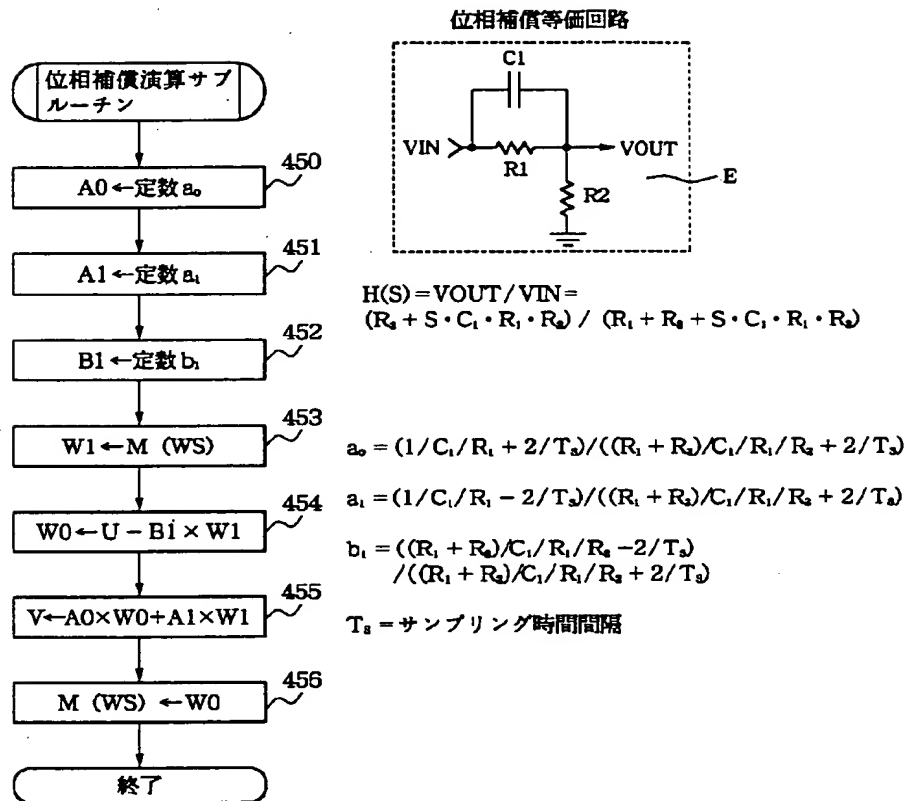 位相補償演算サブ
ルーチン
450
A0←定数 a₀
451
A1←定数 a₁
452
B1←定数 b₁
453
W1←M (WS)
454
W0←U－B1×W1
455
V←A0×W0+A1×W1
456
M (WS) ←W0
終了
位相補償等価回路
C1
VIN
R1
VOUT
R2
E
H(S)=VOUT/VIN=
(R₂+S・C₁・R₁・R₂) / (R₁+R₂+S・C₁・R₁・R₂)
a₀=(1/C₁/R₁+2/Tₛ)/((R₁+R₂)/C₁/R₁/R₂+2/Tₛ)
a₁=(1/C₁/R₁-2/Tₛ)/((R₁+R₂)/C₁/R₁/R₂+2/Tₛ)
b₁=((R₁+R₂)/C₁/R₁/R₂-2/Tₛ)
/((R₁+R₂)/C₁/R₁/R₂+2/Tₛ)
Tₛ=サンプリング時間間隔